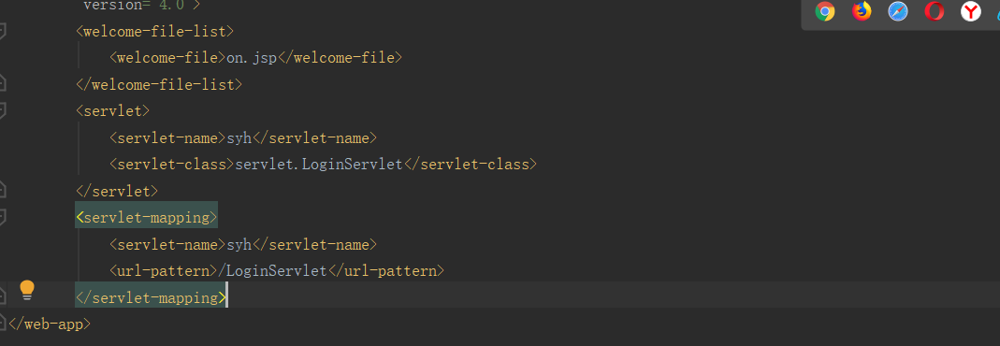 version="4.0">
<welcome-file-list>
<welcome-file>on.jsp</welcome-file>
</welcome-file-list>
<servlet>
<servlet-name>syh</servlet-name>
<servlet-class>servlet.LoginServlet</servlet-class>
</servlet>
<servlet-mapping>
<servlet-name>syh</servlet-name>
<url-pattern>/LoginServlet</url-pattern>
</servlet-mapping>
</web-app>